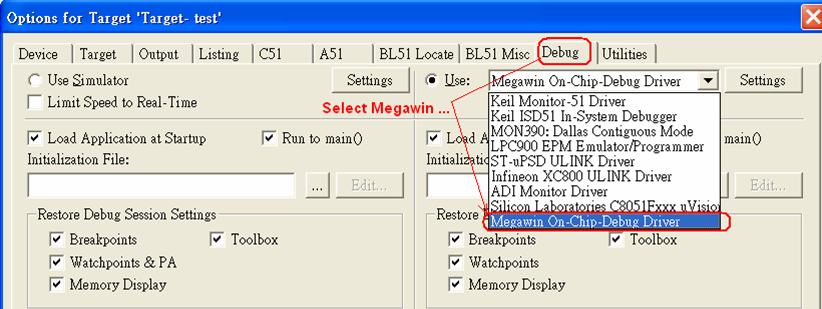 Options for Target 'Target- test'
Device Target Output Listing C51 A51 BL51 Locate BL51 Misc Debug Utilities
Use Simulator Settings
Limit Speed to Real-Time
Use: Megawin On-Chip-Debug Driver Settings
Keil Monitor-51 Driver
Keil ISD51 In-System Debugger
MON390: Dallas Contiguous Mode
LPC900 EPM Emulator/Programmer
ST-uPSD ULINK Driver
Infineon XC800 ULINK Driver
ADI Monitor Driver
Silicon Laboratories C8051Fxxx uVision
Megawin On-Chip-Debug Driver
Select Megawin ...
Load Application at Startup Run to main()
Initialization File:
... Edit...
Restore Debug Session Settings
Breakpoints Toolbox
Watchpoints & PA
Memory Display
Load A main()
Initializatio
Edit...
Restore
Breakpoints Toolbox
Watchpoints
Memory Display